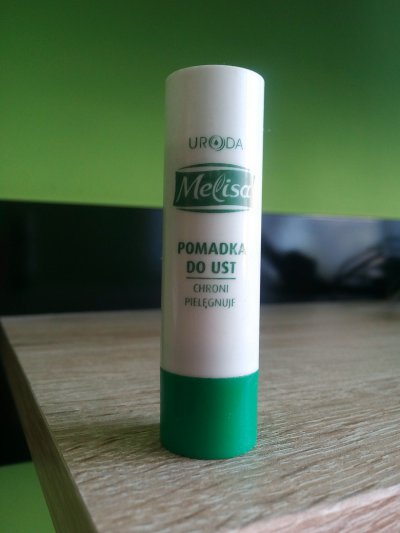 URODA
Melisa
POMADKA
DO UST
CHRONI
PIELĘGNUJE